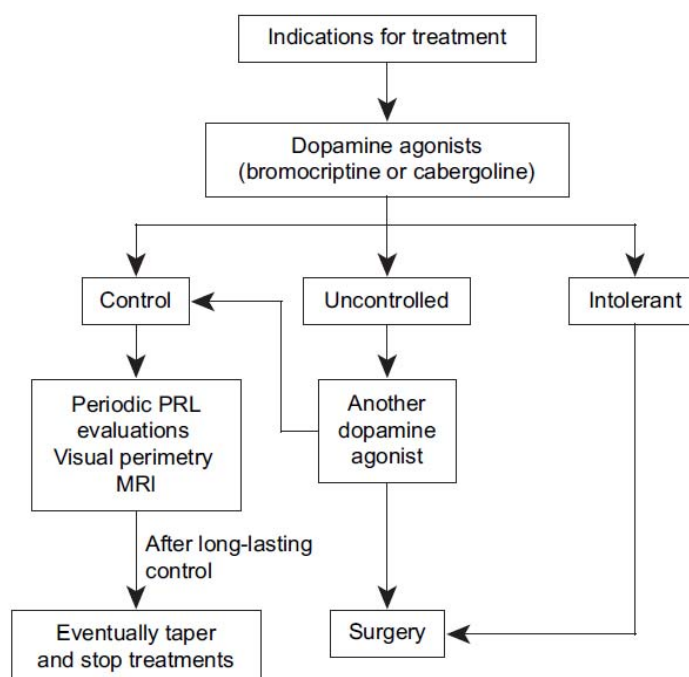 Indications for treatment
Dopamine agonists
(bromocriptine or cabergoline)
Control
Uncontrolled
Intolerant
Periodic PRL
evaluations
Visual perimetry
MRI
Another
dopamine
agonist
After long-lasting
control
Eventually taper
and stop treatments
Surgery